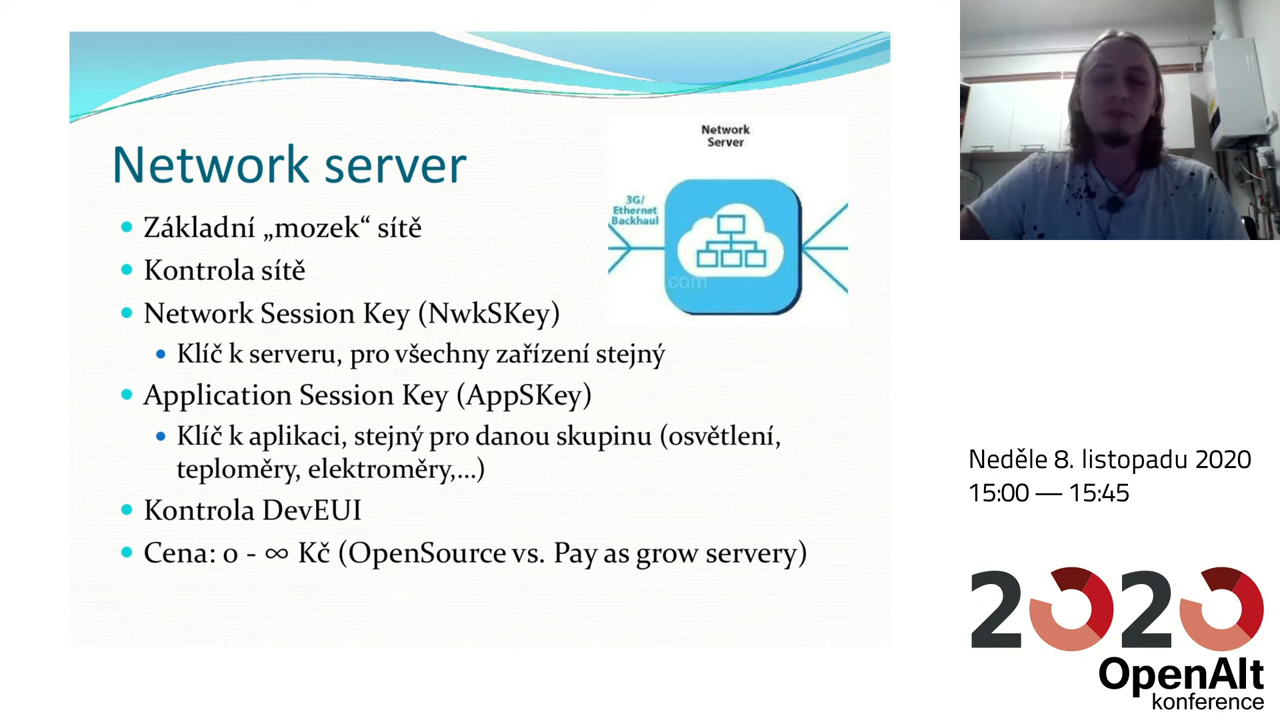 Network
Server
3G/
Ethernet
Backhaul
Network server
Základní „mozek“ sítě
Kontrola sítě
Network Session Key (NwkSKey)
Klíč k serveru, pro všechny zařízení stejný
Application Session Key (AppSKey)
Klíč k aplikaci, stejný pro danou skupinu (osvětlení,
teploměry, elektroměry,...)
Kontrola DevEUI
Cena: 0 - ∞ Kč (OpenSource vs. Pay as grow servery)
.com
Neděle 8. listopadu 2020
15:00 — 15:45
2020
OpenAlt
konference